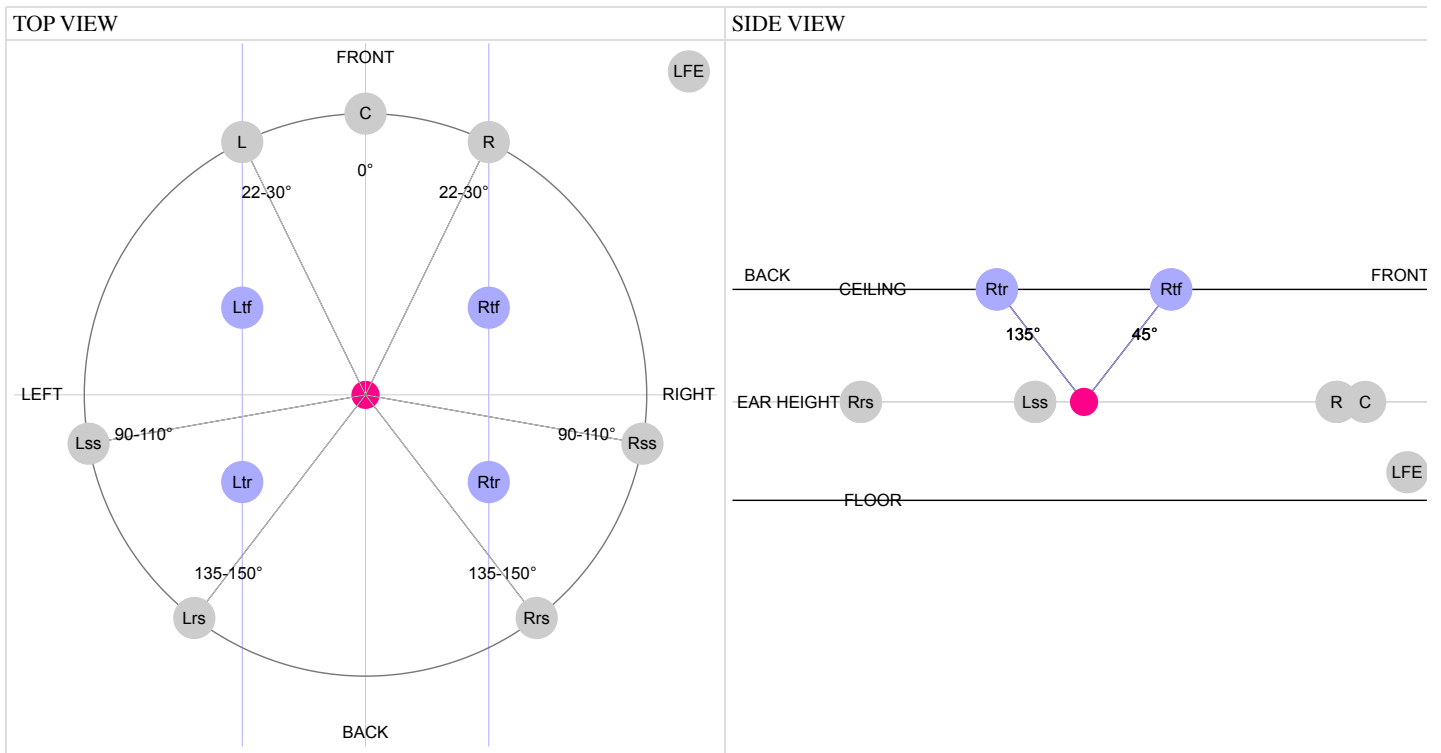 TOP VIEW
FRONT
LFE
C
L
R
0°
22-30°
22-30°
Ltf
Rtf
LEFT
RIGHT
Lss
90-110°
90-110°
Rss
Ltr
Rtr
135-150°
135-150°
Lrs
Rrs
BACK
SIDE VIEW
BACK
CEILING
Rtr
Rtf
FRONT
135°
45°
EAR HEIGHT
Rrs
Lss
R
C
LFE
FLOOR